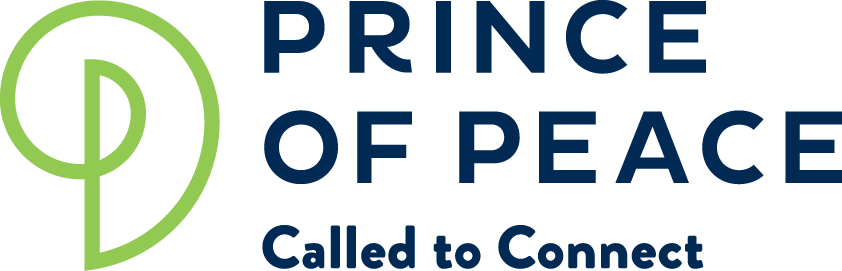 PRINCE
OF PEACE
Called to Connect